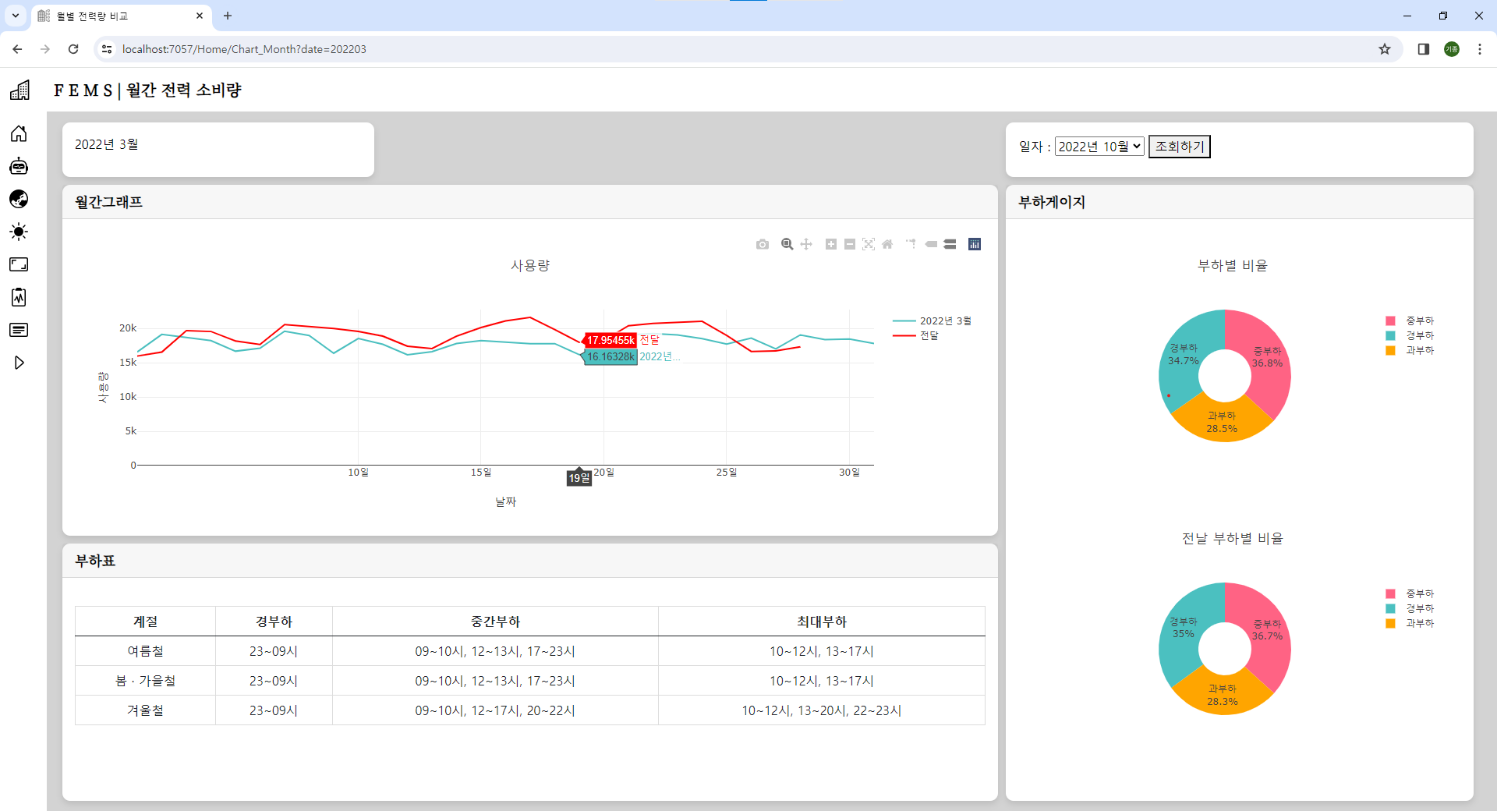 월별 전력량 비교
localhost:7057/Home/Chart_Month?date=202203
기종
F E M S | 월간 전력 소비량
2022년 3월
일자 : 2022년 10월 조회하기
월간그래프
사용량
20k
15k
10k
5k
0
사용량
17.95455k 전달
16.16328k 2022년...
10일 15일 19일 20일 25일 30일
날짜
2022년 3월
전달
부하표
계절 경부하 중간부하 최대부하
여름철 23~09시 09~10시, 12~13시, 17~23시 10~12시, 13~17시
봄 · 가을철 23~09시 09~10시, 12~13시, 17~23시 10~12시, 13~17시
겨울철 23~09시 09~10시, 12~17시, 20~22시 10~12시, 13~20시, 22~23시
부하게이지
부하별 비율
경부하
34.7%
중부하
36.8%
과부하
28.5%
중부하
경부하
과부하
전날 부하별 비율
경부하
35%
중부하
36.7%
과부하
28.3%
중부하
경부하
과부하